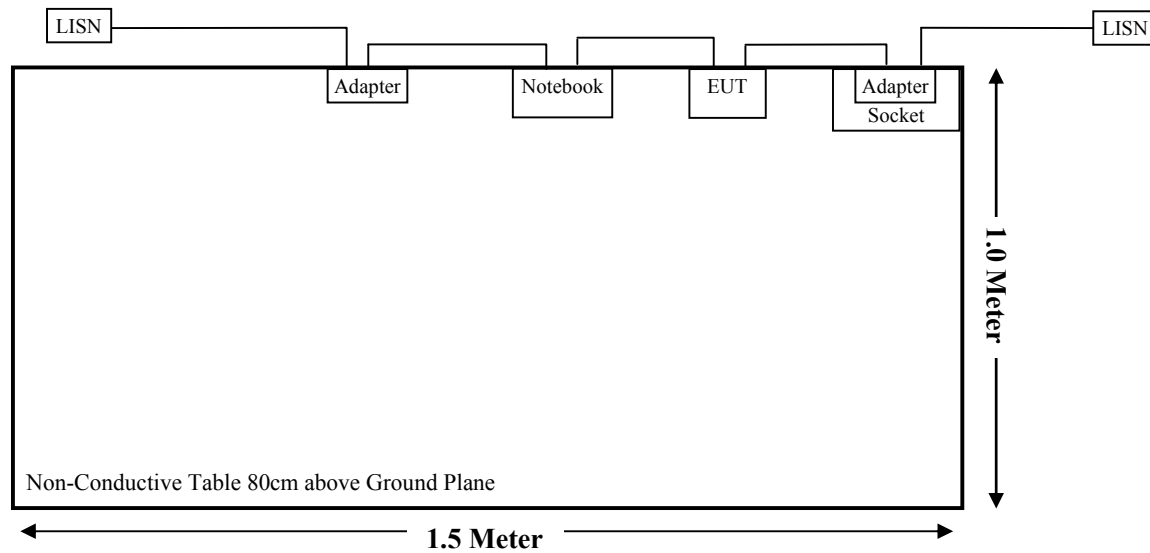 LISN
LISN
Adapter
Notebook
EUT
Adapter
Socket
1.0 Meter
Non-Conductive Table 80cm above Ground Plane
1.5 Meter